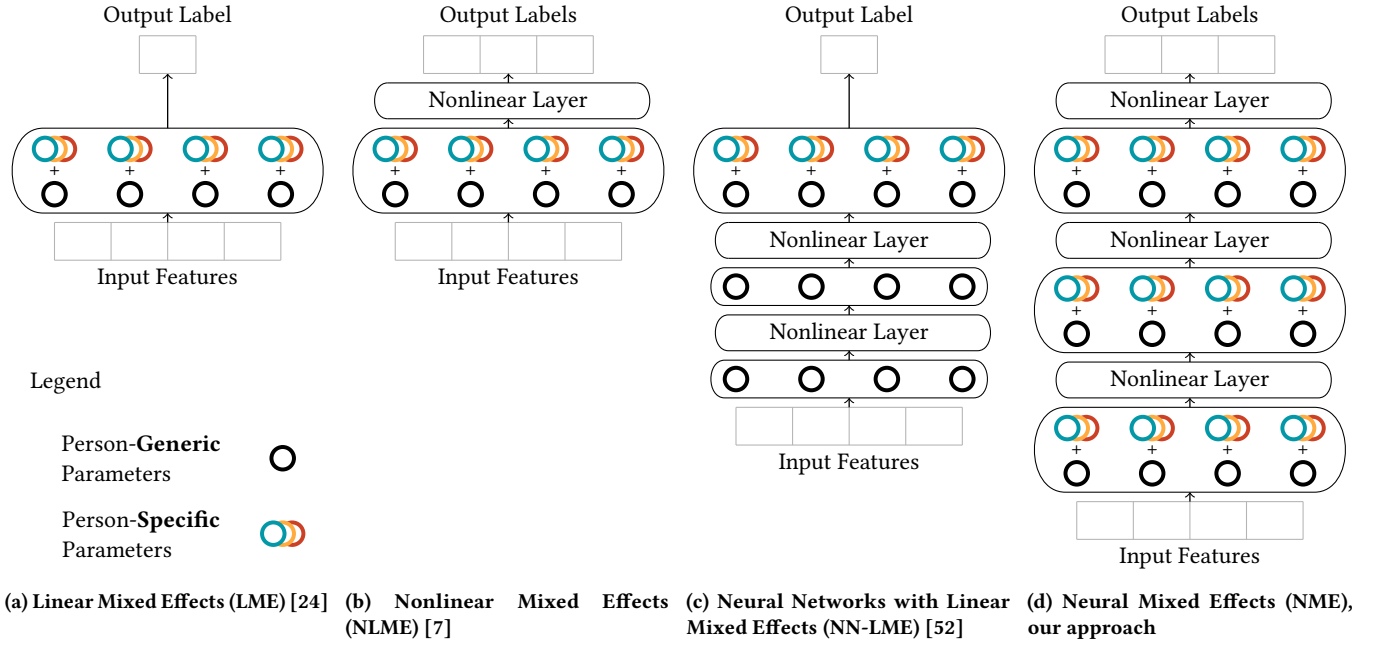 Output Label
Output Labels
Output Label
Output Labels
Nonlinear Layer
Nonlinear Layer
+ + + +
+ + + +
+ + + +
+ + + +
Input Features
Input Features
Nonlinear Layer
Nonlinear Layer
+ + + +
Nonlinear Layer
Nonlinear Layer
+ + + +
Input Features
Input Features
Legend
Person-Generic
Parameters
Person-Specific
Parameters
(a) Linear Mixed Effects (LME) [24]
(b) Nonlinear Mixed Effects
(NLME) [7]
(c) Neural Networks with Linear
Mixed Effects (NN-LME) [52]
(d) Neural Mixed Effects (NME),
our approach